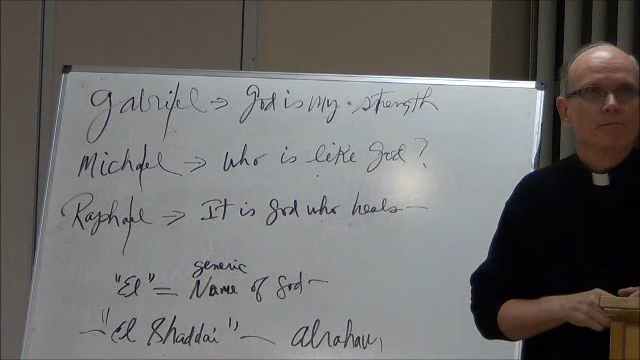 Gabriel → God is my strength
Michael → Who is like God?
Raphael → It is God who heals —
generic
"El" = Name of God —
— "El Shaddai" — Abraham